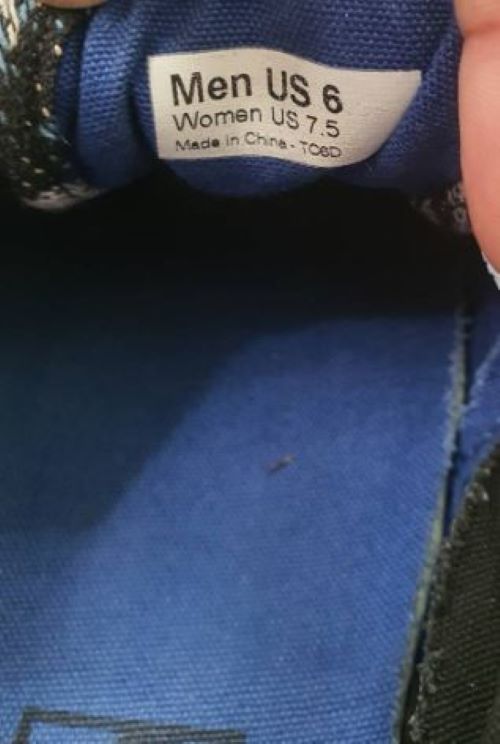 Men US 6
Women US 7.5
Made in China - TC6D